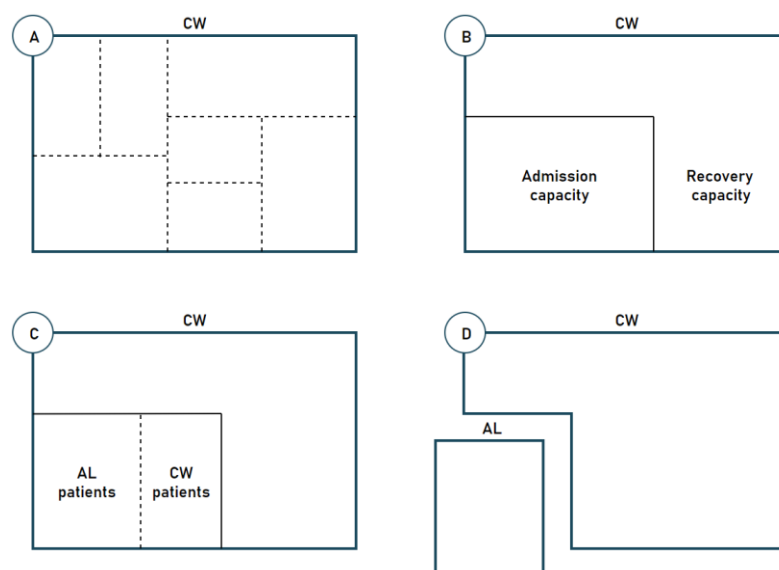 CW
A
CW
B
Admission
capacity
Recovery
capacity
CW
C
AL
patients
CW
patients
CW
D
AL